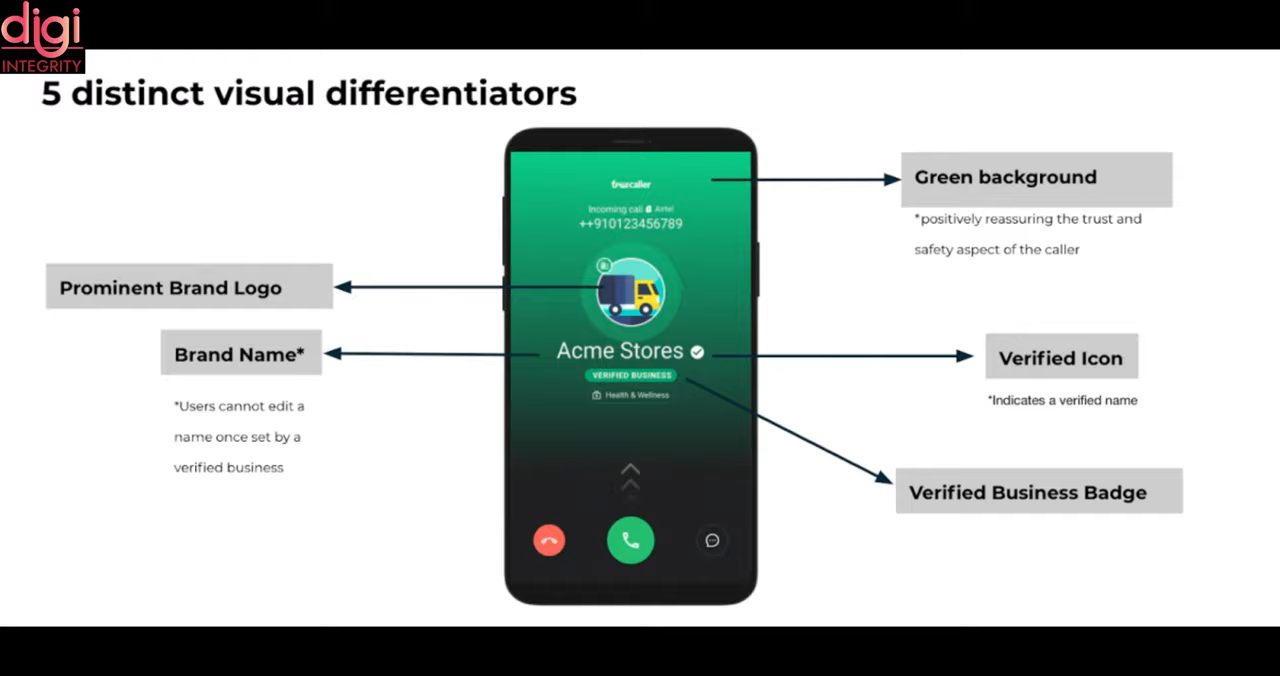 digi
INTEGRITY
5 distinct visual differentiators
truecaller
Incoming call Airtel
++910123456789
Acme Stores
VERIFIED BUSINESS
Health & Wellness
Prominent Brand Logo
Brand Name*
*Users cannot edit a
name once set by a
verified business
Green background
*positively reassuring the trust and
safety aspect of the caller
Verified Icon
*Indicates a verified name
Verified Business Badge